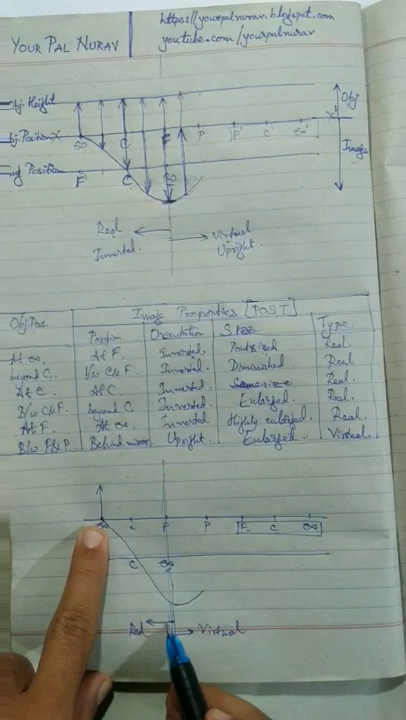 YOUR PAL NURAV
https://yourpalnurav.blogspot.com
youtube.com/yourpalnurav
Obj. Height
Obj
Obj. Position
∞ C F P F' C' ∞'
X
Image
Img Position
F C ∞
Real
Inverted.
Virtual
Upright.
Obj. Pos. Image Properties [POST]
Position Orientation Size Type
At ∞ At F. Inverted. Pointsized Real
beyond C. b/w C & F. Inverted. Diminished Real
At C At C Inverted. Same size Real.
B/w C & F. beyond C Inverted. Enlarged. Real.
At F. At ∞ Inverted Highly enlarged. Real.
B/w F & P Behind mirror Upright. Enlarged Virtual.
∞ C F P F C ∞
C ∞
Real Virtual